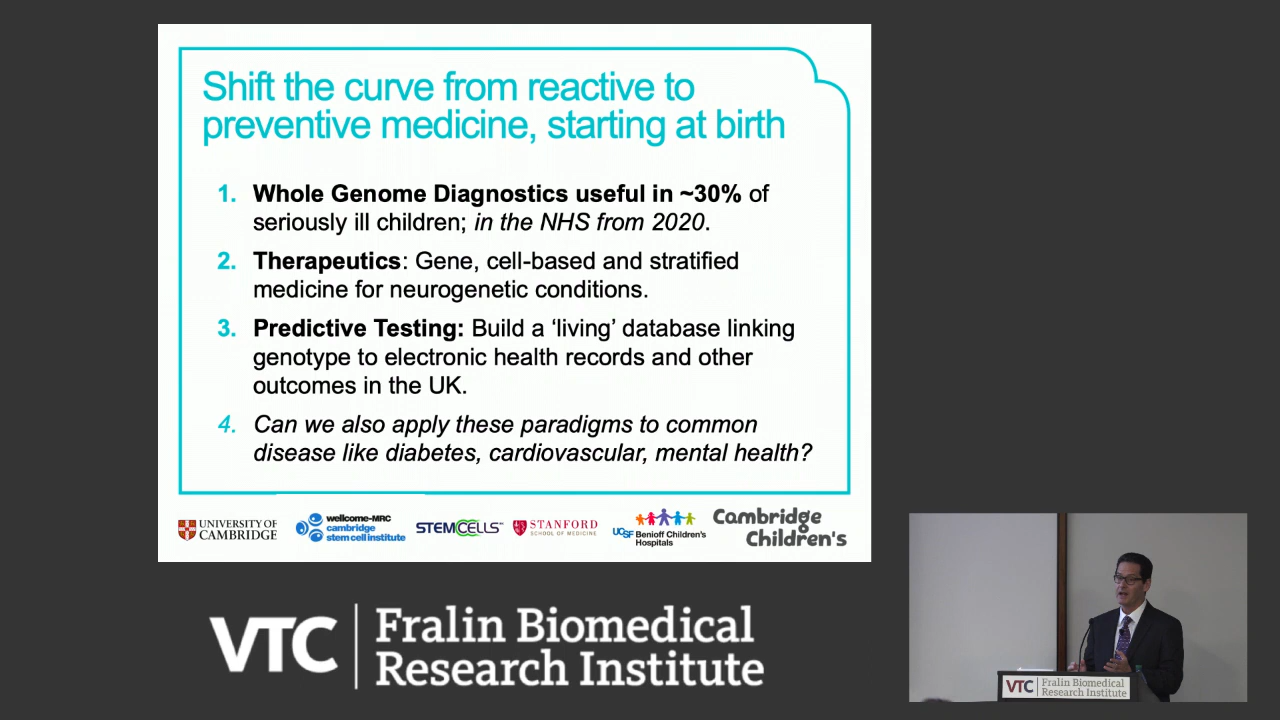 Shift the curve from reactive to
preventive medicine, starting at birth
1. Whole Genome Diagnostics useful in ~30% of
seriously ill children; in the NHS from 2020.
2. Therapeutics: Gene, cell-based and stratified
medicine for neurogenetic conditions.
3. Predictive Testing: Build a ‘living’ database linking
genotype to electronic health records and other
outcomes in the UK.
4. Can we also apply these paradigms to common
disease like diabetes, cardiovascular, mental health?
UNIVERSITY OF
CAMBRIDGE
wellcome-MRC
cambridge
stem cell institute
STEMCELLS
STANFORD
SCHOOL OF MEDICINE
UCSF Benioff Children's
Hospitals
Cambridge
Children's
VTC
Fralin Biomedical
Research Institute
VTC
Fralin Biomedical
Research Institute